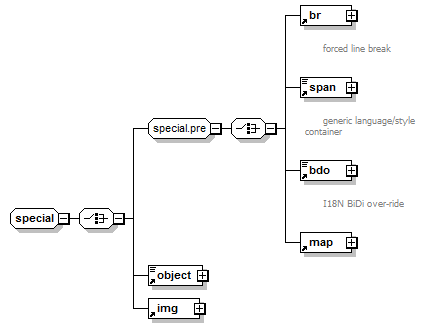 br
forced line break
span
generic language/style
container
special.pre
bdo
I18N BiDi over-ride
special
map
object
img